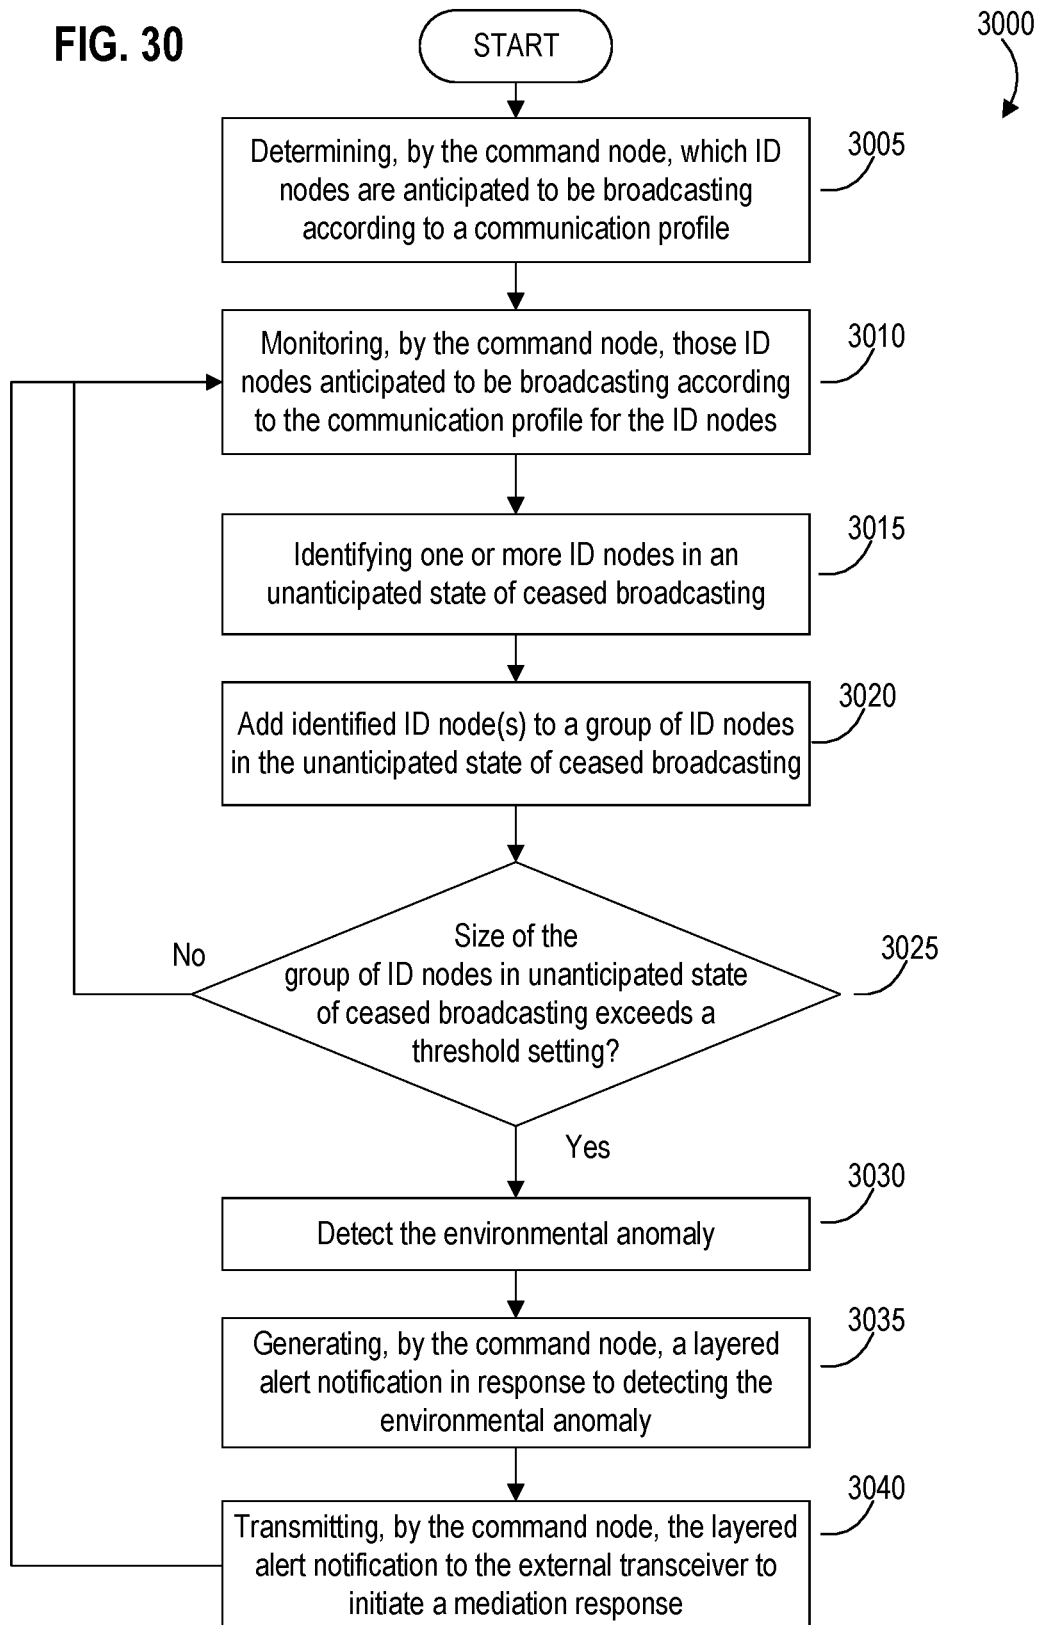 FIG. 30
START
3000
Determining, by the command node, which ID
nodes are anticipated to be broadcasting
according to a communication profile
3005
Monitoring, by the command node, those ID
nodes anticipated to be broadcasting according
to the communication profile for the ID nodes
3010
Identifying one or more ID nodes in an
unanticipated state of ceased broadcasting
3015
Add identified ID node(s) to a group of ID nodes
in the unanticipated state of ceased broadcasting
3020
Size of the
group of ID nodes in unanticipated state
of ceased broadcasting exceeds a
threshold setting?
3025
No
Yes
Detect the environmental anomaly
3030
Generating, by the command node, a layered
alert notification in response to detecting the
environmental anomaly
3035
Transmitting, by the command node, the layered
alert notification to the external transceiver to
initiate a mediation response
3040